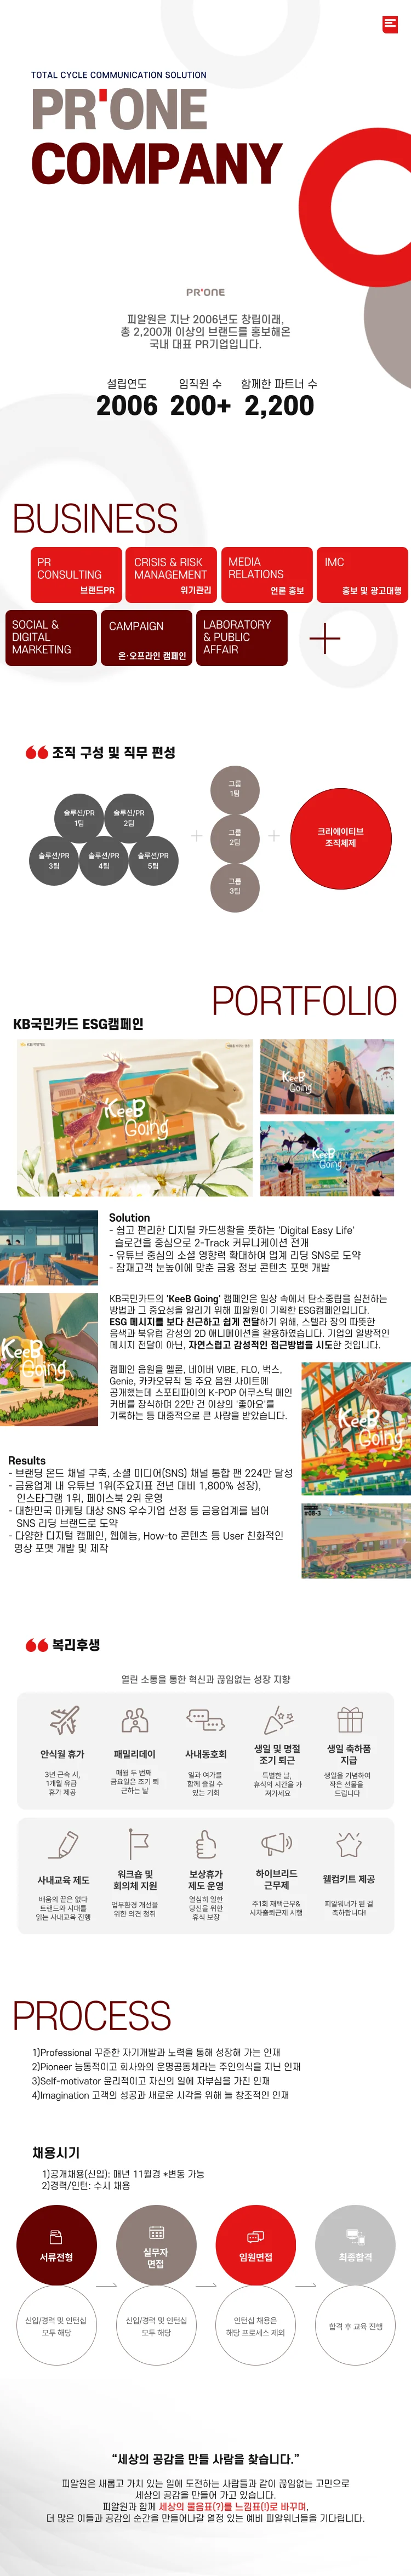 TOTAL CYCLE COMMUNICATION SOLUTION
PR'ONE
COMPANY
PR'ONE
피알원은 지난 2006년도 창립이래,
총 2,200개 이상의 브랜드를 홍보해온
국내 대표 PR기업입니다.
설립연도 임직원 수 함께한 파트너 수
2006 200+ 2,200
BUSINESS
PR
CONSULTING
브랜드PR
CRISIS & RISK
MANAGEMENT
위기관리
MEDIA
RELATIONS
언론 홍보
IMC
홍보 및 광고대행
SOCIAL &
DIGITAL
MARKETING
CAMPAIGN
온·오프라인 캠페인
LABORATORY
& PUBLIC
AFFAIR
조직 구성 및 직무 편성
솔루션/PR
1팀
솔루션/PR
2팀
솔루션/PR
3팀
솔루션/PR
4팀
솔루션/PR
5팀
그룹
1팀
그룹
2팀
그룹
3팀
크리에이티브
조직체제
PORTFOLIO
KB국민카드 ESG캠페인
KeeB
Going
KeeB
Going
KeeB
Going
Solution
- 쉽고 편리한 디지털 카드생활을 뜻하는 'Digital Easy Life'
슬로건을 중심으로 2-Track 커뮤니케이션 전개
- 유튜브 중심의 소셜 영향력 확대하여 업계 리딩 SNS로 도약
- 잠재고객 눈높이에 맞춘 금융 정보 콘텐츠 포맷 개발
KB국민카드의 'KeeB Going' 캠페인은 일상 속에서 탄소중립을 실천하는
방법과 그 중요성을 알리기 위해 피알원이 기획한 ESG캠페인입니다.
ESG 메시지를 보다 친근하고 쉽게 전달하기 위해, 스텔라 장의 따뜻한
음색과 북유럽 감성의 2D 애니메이션을 활용하였습니다. 기업의 일방적인
메시지 전달이 아닌, 자연스럽고 감성적인 접근방법을 시도한 것입니다.
KeeB
Going
캠페인 음원을 멜론, 네이버 VIBE, FLO, 벅스,
Genie, 카카오뮤직 등 주요 음원 사이트에
공개했는데 스포티파이의 K-POP 어쿠스틱 메인
커버를 장식하며 22만 건 이상의 '좋아요'를
기록하는 등 대중적으로 큰 사랑을 받았습니다.
KeeB
Going
Results
- 브랜딩 온드 채널 구축, 소셜 미디어(SNS) 채널 통합 팬 224만 달성
- 금융업계 내 유튜브 1위(주요지표 전년 대비 1,800% 성장),
인스타그램 1위, 페이스북 2위 운영
- 대한민국 마케팅 대상 SNS 우수기업 선정 등 금융업계를 넘어
SNS 리딩 브랜드로 도약
- 다양한 디지털 캠페인, 웹예능, How-to 콘텐츠 등 User 친화적인
영상 포맷 개발 및 제작
#08-3
복리후생
열린 소통을 통한 혁신과 끊임없는 성장 지향
안식월 휴가
3년 근속 시,
1개월 유급
휴가 제공
패밀리데이
매월 두 번째
금요일은 조기 퇴
근하는 날
사내동호회
일과 여가를
함께 즐길 수
있는 기회
생일 및 명절
조기 퇴근
특별한 날,
휴식의 시간을 가
져가세요
생일 축하품
지급
생일을 기념하여
작은 선물을
드립니다
사내교육 제도
배움의 끝은 없다
트랜드와 시대를
읽는 사내교육 진행
워크숍 및
회의체 지원
업무환경 개선을
위한 의견 청취
보상휴가
제도 운영
열심히 일한
당신을 위한
휴식 보장
하이브리드
근무제
주1회 재택근무&
시차출퇴근제 시행
웰컴키트 제공
피알워너가 된 걸
축하합니다!
PROCESS
1)Professional 꾸준한 자기개발과 노력을 통해 성장해 가는 인재
2)Pioneer 능동적이고 회사와의 운명공동체라는 주인의식을 지닌 인재
3)Self-motivator 윤리적이고 자신의 일에 자부심을 가진 인재
4)Imagination 고객의 성공과 새로운 시각을 위해 늘 창조적인 인재
채용시기
1)공개채용(신입): 매년 11월경 *변동 가능
2)경력/인턴: 수시 채용
서류전형
신입/경력 및 인턴십
모두 해당
실무자
면접
신입/경력 및 인턴십
모두 해당
임원면접
인턴십 채용은
해당 프로세스 제외
최종합격
합격 후 교육 진행
“세상의 공감을 만들 사람을 찾습니다.”
피알원은 새롭고 가치 있는 일에 도전하는 사람들과 같이 끊임없는 고민으로
세상의 공감을 만들어 가고 있습니다.
피알원과 함께 세상의 물음표(?)를 느낌표(!)로 바꾸며,
더 많은 이들과 공감의 순간을 만들어나갈 열정 있는 예비 피알워너들을 기다립니다.